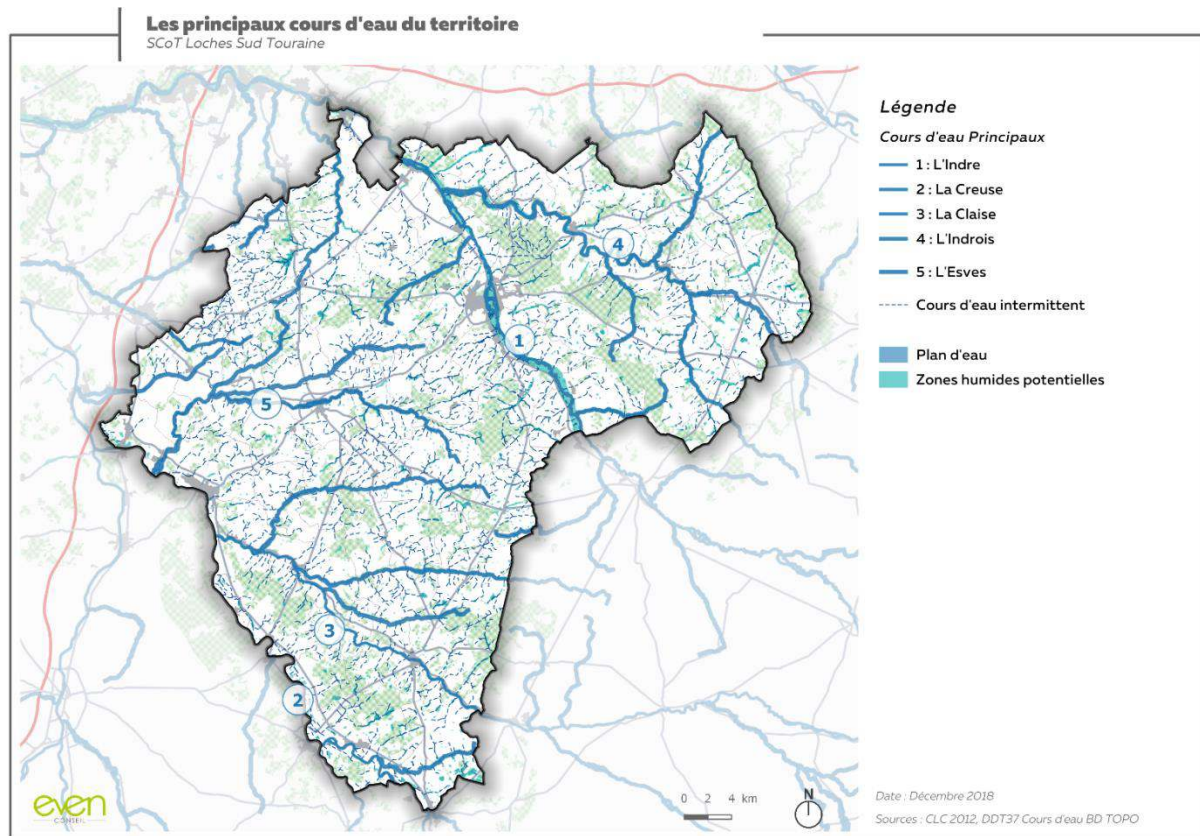 Les principaux cours d'eau du territoire
SCoT Loches Sud Touraine
Légende
Cours d'eau Principaux
1 : L'Indre
2 : La Creuse
3 : La Claise
4 : L'Indrois
5 : L'Esves
Cours d'eau intermittent
Plan d'eau
Zones humides potentielles
4
1
5
3
2
even
CONSEIL
0 2 4 km
N
Date : Décembre 2018
Sources : CLC 2012, DDT37 Cours d'eau BD TOPO